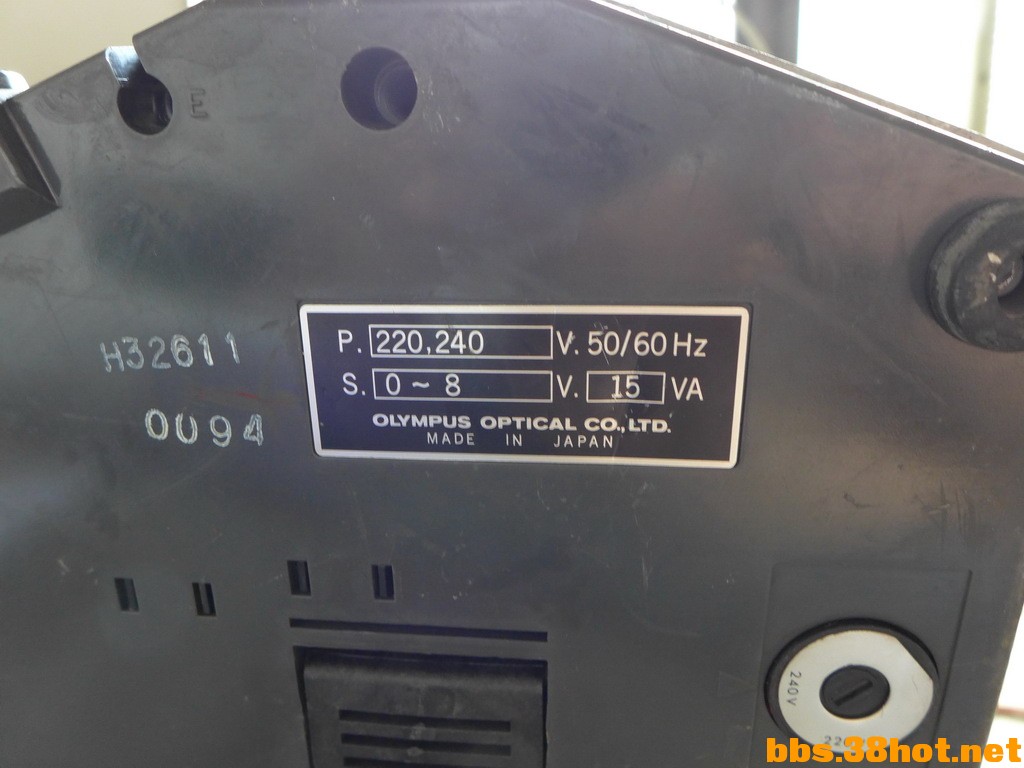 H32611
0094
P. 220,240 V. 50/60 Hz
S. 0～8 V. 15 VA
OLYMPUS OPTICAL CO., LTD.
MADE IN JAPAN
240V
bbs.38hot.net